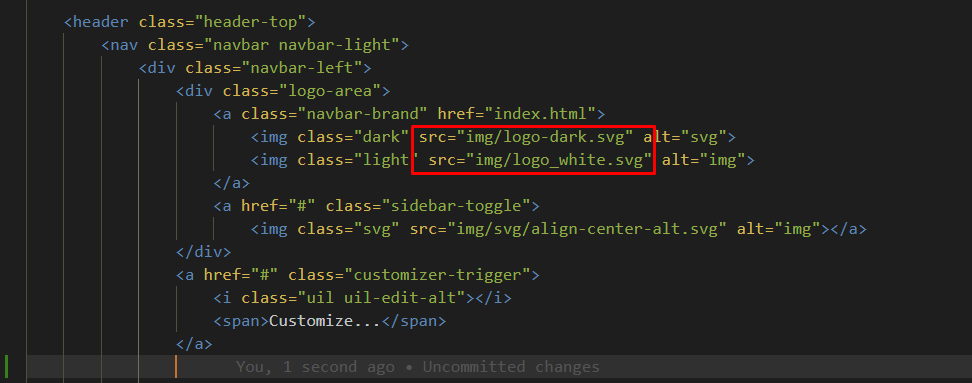 <header class="header-top">
<nav class="navbar navbar-light">
<div class="navbar-left">
<div class="logo-area">
<a class="navbar-brand" href="index.html">
<img class="dark" src="img/logo-dark.svg" alt="svg">
<img class="light" src="img/logo_white.svg" alt="img">
</a>
<a href="#" class="sidebar-toggle">
<img class="svg" src="img/svg/align-center-alt.svg" alt="img"></a>
</div>
<a href="#" class="customizer-trigger">
<i class="uil uil-edit-alt"></i>
<span>Customize...</span>
</a>
You, 1 second ago • Uncommitted changes